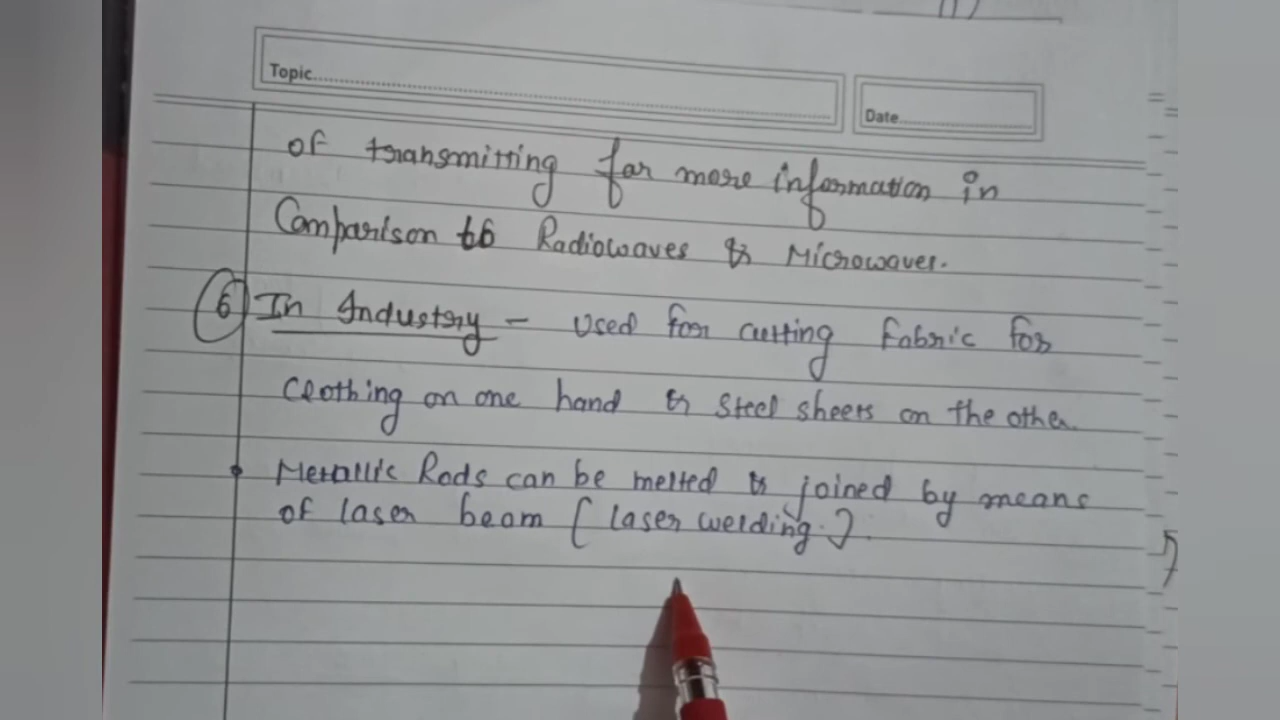 Topic
Date
of transmitting far more information in
Comparison to Radiowaves & Microwaves.
6 In Industry - Used for cutting Fabric for
Clothing on one hand & Steel sheets on the other
• Metallic Rods can be melted & joined by means
of laser beam [laser welding.].